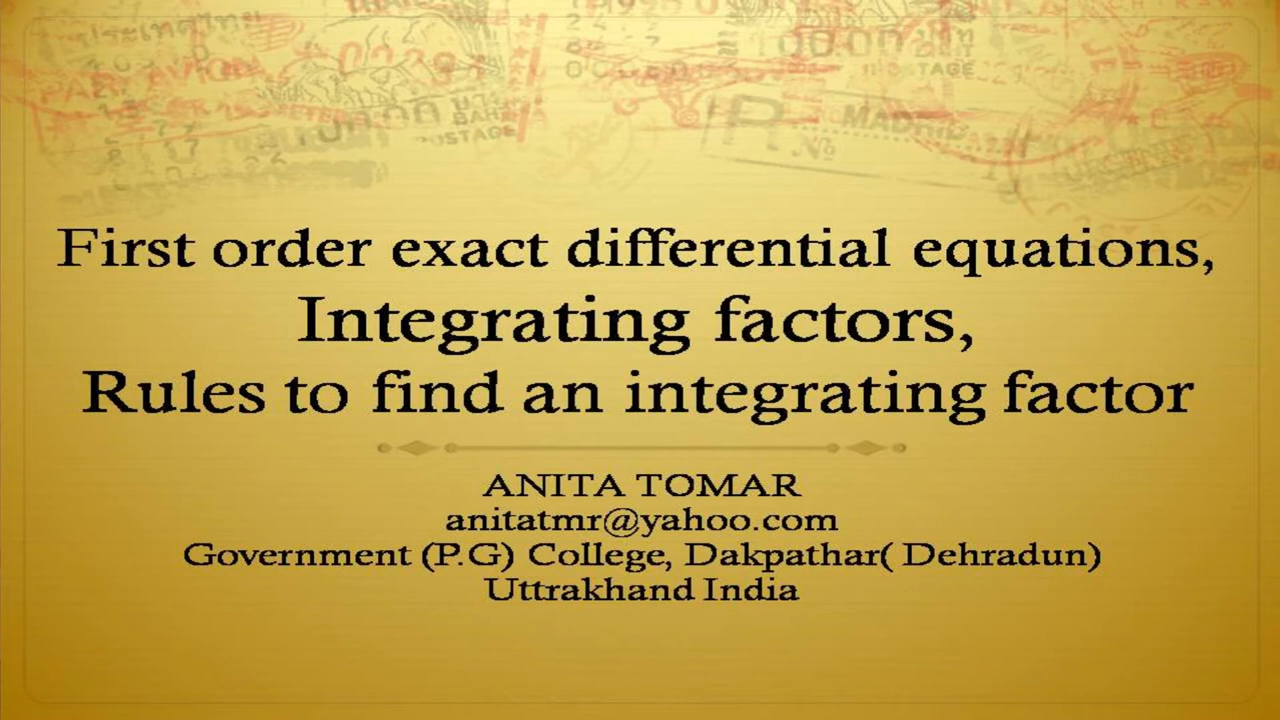 First order exact differential equations,
Integrating factors,
Rules to find an integrating factor
ANITA TOMAR
anitatmr@yahoo.com
Government (P.G) College, Dakpathar( Dehradun)
Uttrakhand India